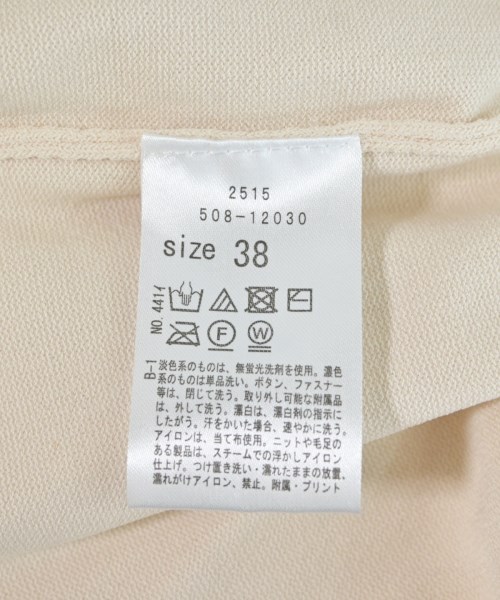 2515
508-12030
size 38
NO. 441イ
F W
B-1
淡色系のものは、無蛍光洗剤を使用。濃色
系のものは単品洗い。ボタン、ファスナー
等は、閉じて洗う。取り外し可能な附属品
は、外して洗う。漂白は、漂白剤の指示に
したがう。汗をかいた場合、速やかに洗う。
アイロンは、当て布使用。ニットや毛足の
ある製品は、スチームでの浮かしアイロン
仕上げ。つけ置き洗い・濡れたままの放置、
濡れがけアイロン、禁止。附属・プリント